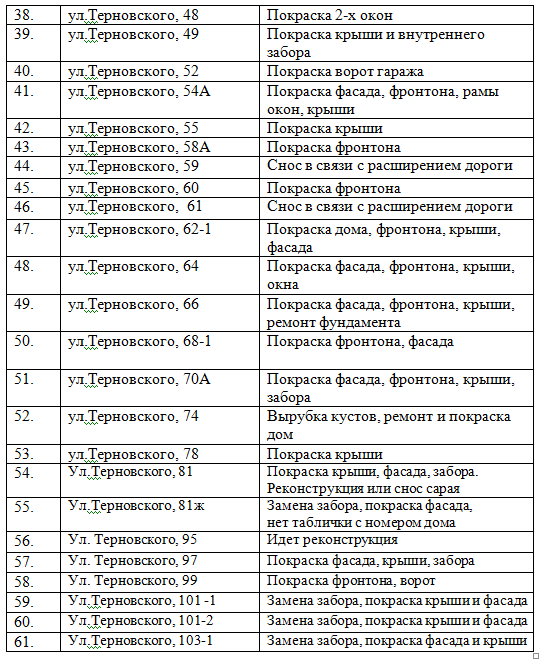 38. ул.Терновского, 48 Покраска 2-х окон
39. ул.Терновского, 49 Покраска крыши и внутреннего
забора
40. ул.Терновского, 52 Покраска ворот гаража
41. ул.Терновского, 54А Покраска фасада, фронтона, рамы
окон, крыши
42. ул.Терновского, 55 Покраска крыши
43. ул.Терновского, 58А Покраска фронтона
44. ул.Терновского, 59 Снос в связи с расширением дороги
45. ул.Терновского, 60 Покраска фронтона
46. ул.Терновского, 61 Снос в связи с расширением дороги
47. ул.Терновского, 62-1 Покраска дома, фронтона, крыши,
фасада
48. ул.Терновского, 64 Покраска фасада, фронтона, крыши,
окна
49. ул.Терновского, 66 Покраска фасада, фронтона, крыши,
ремонт фундамента
50. ул.Терновского, 68-1 Покраска фронтона, фасада
51. ул.Терновского, 70А Покраска фасада, фронтона, крыши,
забора
52. ул.Терновского, 74 Вырубка кустов, ремонт и покраска
дом
53. ул.Терновского, 78 Покраска крыши
54. Ул.Терновского, 81 Покраска крыши, фасада, забора.
Реконструкция или снос сарая
55. Ул.Терновского, 81ж Замена забора, покраска фасада,
нет таблички с номером дома
56. Ул. Терновского, 95 Идет реконструкция
57. Ул. Терновского, 97 Покраска фасада, крыши, забора
58. Ул. Терновского, 99 Покраска фронтона, ворот
59. Ул.Терновского, 101 -1 Замена забора, покраска крыши и фасада
60. Ул.Терновского, 101-2 Замена забора, покраска крыши и фасада
61. Ул.Терновского, 103-1 Замена забора, покраска фасада и крыши